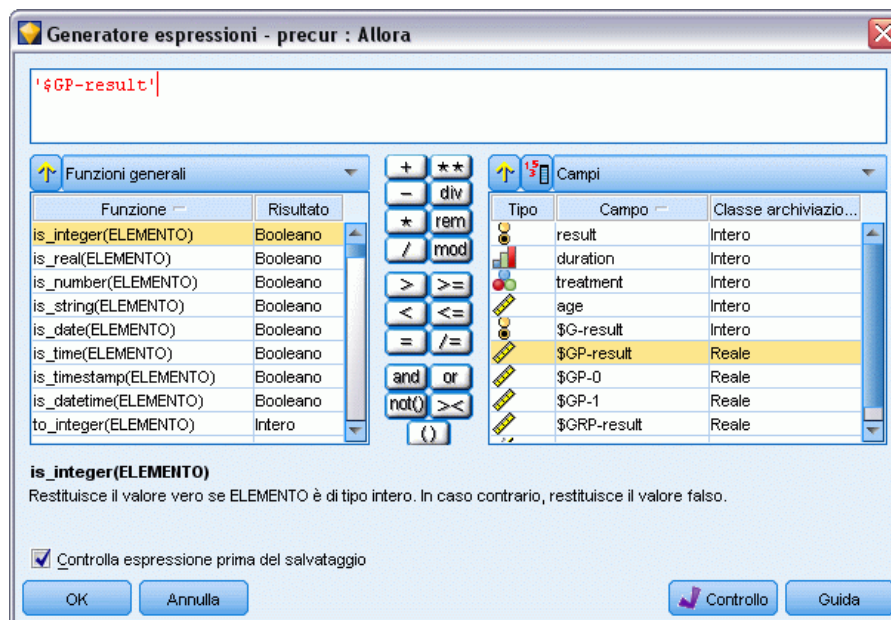 Generatore espressioni - precur : Allora
'$GP-result'
Funzioni generali
Funzione Risultato
is_integer(ELEMENTO) Booleano
is_real(ELEMENTO) Booleano
is_number(ELEMENTO) Booleano
is_string(ELEMENTO) Booleano
is_date(ELEMENTO) Booleano
is_time(ELEMENTO) Booleano
is_timestamp(ELEMENTO) Booleano
is_datetime(ELEMENTO) Booleano
to_integer(ELEMENTO) Intero
+ **
- div
* rem
/ mod
> >=
< <=
= /=
and or
not() ><
()
Campi
Tipo Campo Classe archiviazio...
result Intero
duration Intero
treatment Intero
age Intero
$G-result Intero
$GP-result Reale
$GP-0 Reale
$GP-1 Reale
$GRP-result Reale
is_integer(ELEMENTO)
Restituisce il valore vero se ELEMENTO è di tipo intero. In caso contrario, restituisce il valore falso.
Controlla espressione prima del salvataggio
OK Annulla Controllo Guida